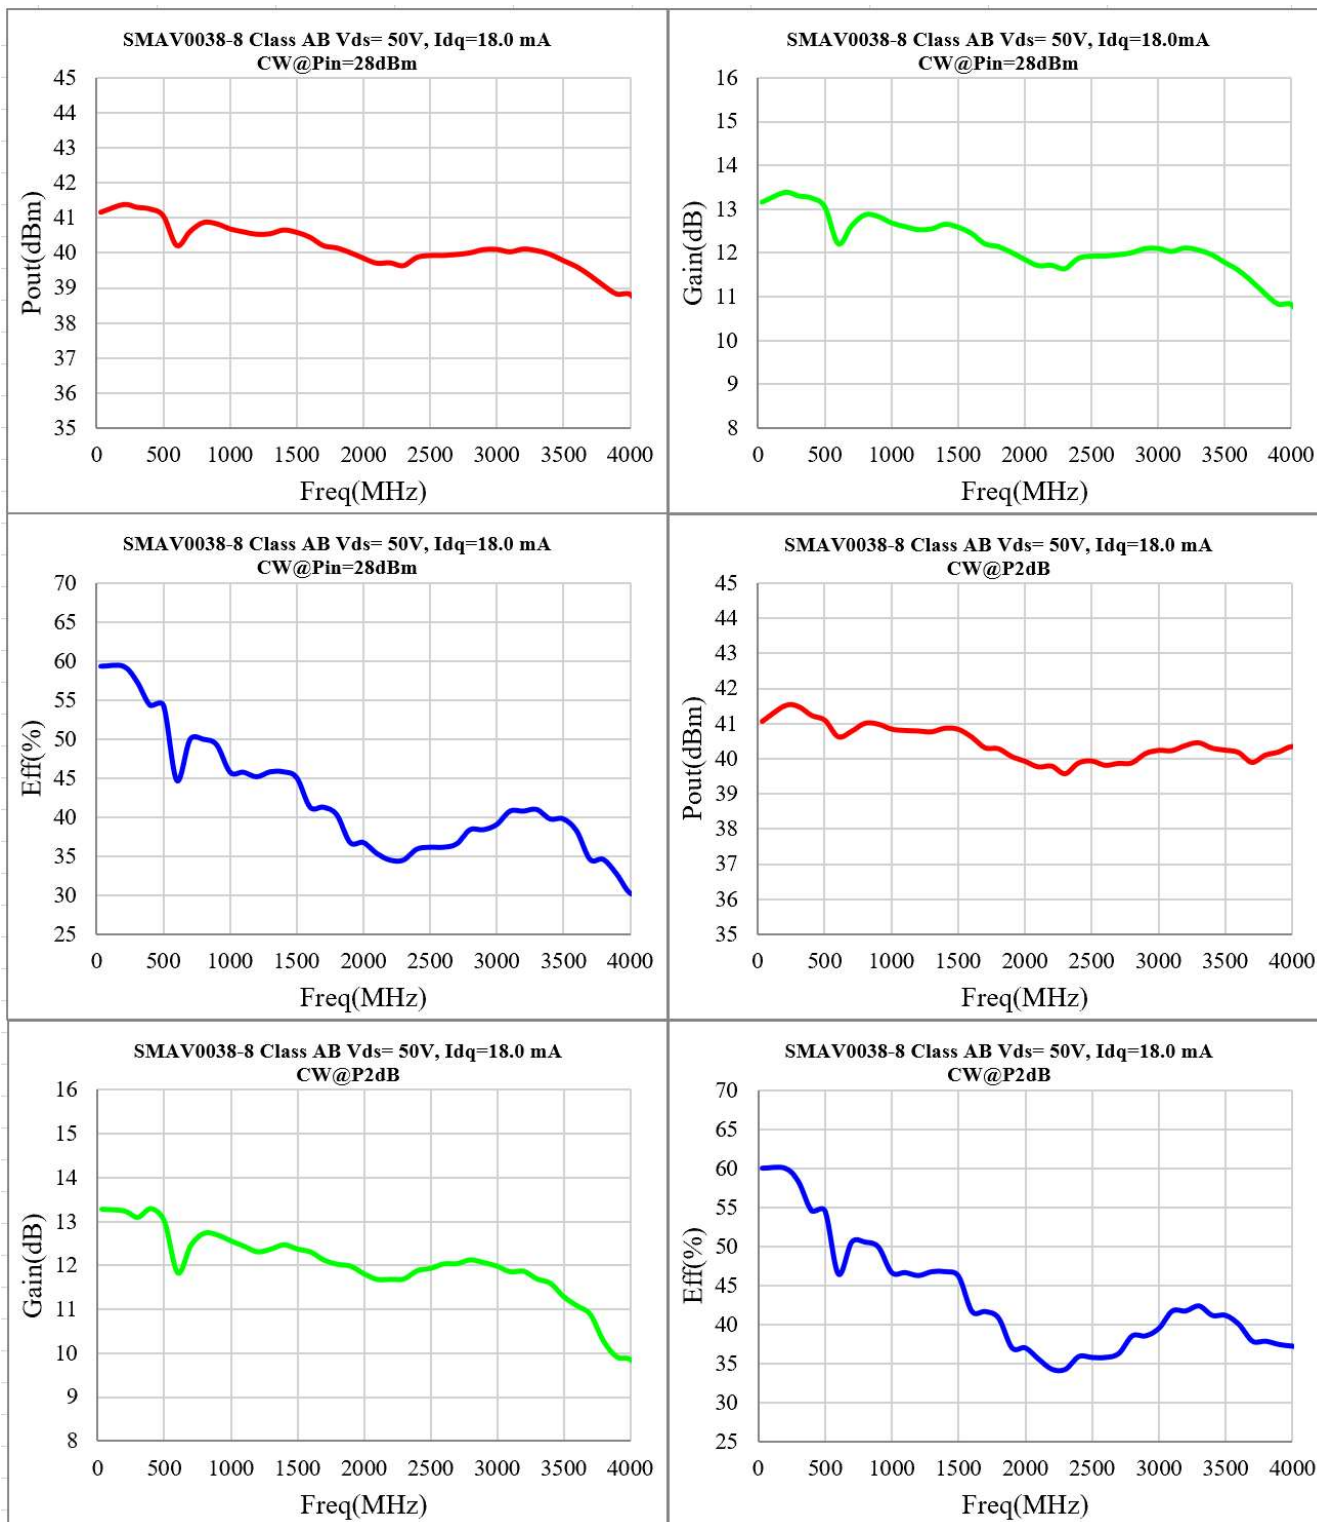 SMAV0038-8 Class AB Vds= 50V, Idq=18.0 mA
CW@Pin=28dBm
45
44
43
42
41
40
39
38
37
36
35
Pout(dBm)
0 500 1000 1500 2000 2500 3000 3500 4000
Freq(MHz)
SMAV0038-8 Class AB Vds= 50V, Idq=18.0mA
CW@Pin=28dBm
16
15
14
13
12
11
10
9
8
Gain(dB)
0 500 1000 1500 2000 2500 3000 3500 4000
Freq(MHz)
SMAV0038-8 Class AB Vds= 50V, Idq=18.0 mA
CW@Pin=28dBm
70
65
60
55
50
45
40
35
30
25
Eff(%)
0 500 1000 1500 2000 2500 3000 3500 4000
Freq(MHz)
SMAV0038-8 Class AB Vds= 50V, Idq=18.0 mA
CW@P2dB
45
44
43
42
41
40
39
38
37
36
35
Pout(dBm)
0 500 1000 1500 2000 2500 3000 3500 4000
Freq(MHz)
SMAV0038-8 Class AB Vds= 50V, Idq=18.0 mA
CW@P2dB
16
15
14
13
12
11
10
9
8
Gain(dB)
0 500 1000 1500 2000 2500 3000 3500 4000
Freq(MHz)
SMAV0038-8 Class AB Vds= 50V, Idq=18.0 mA
CW@P2dB
70
65
60
55
50
45
40
35
30
25
Eff(%)
0 500 1000 1500 2000 2500 3000 3500 4000
Freq(MHz)